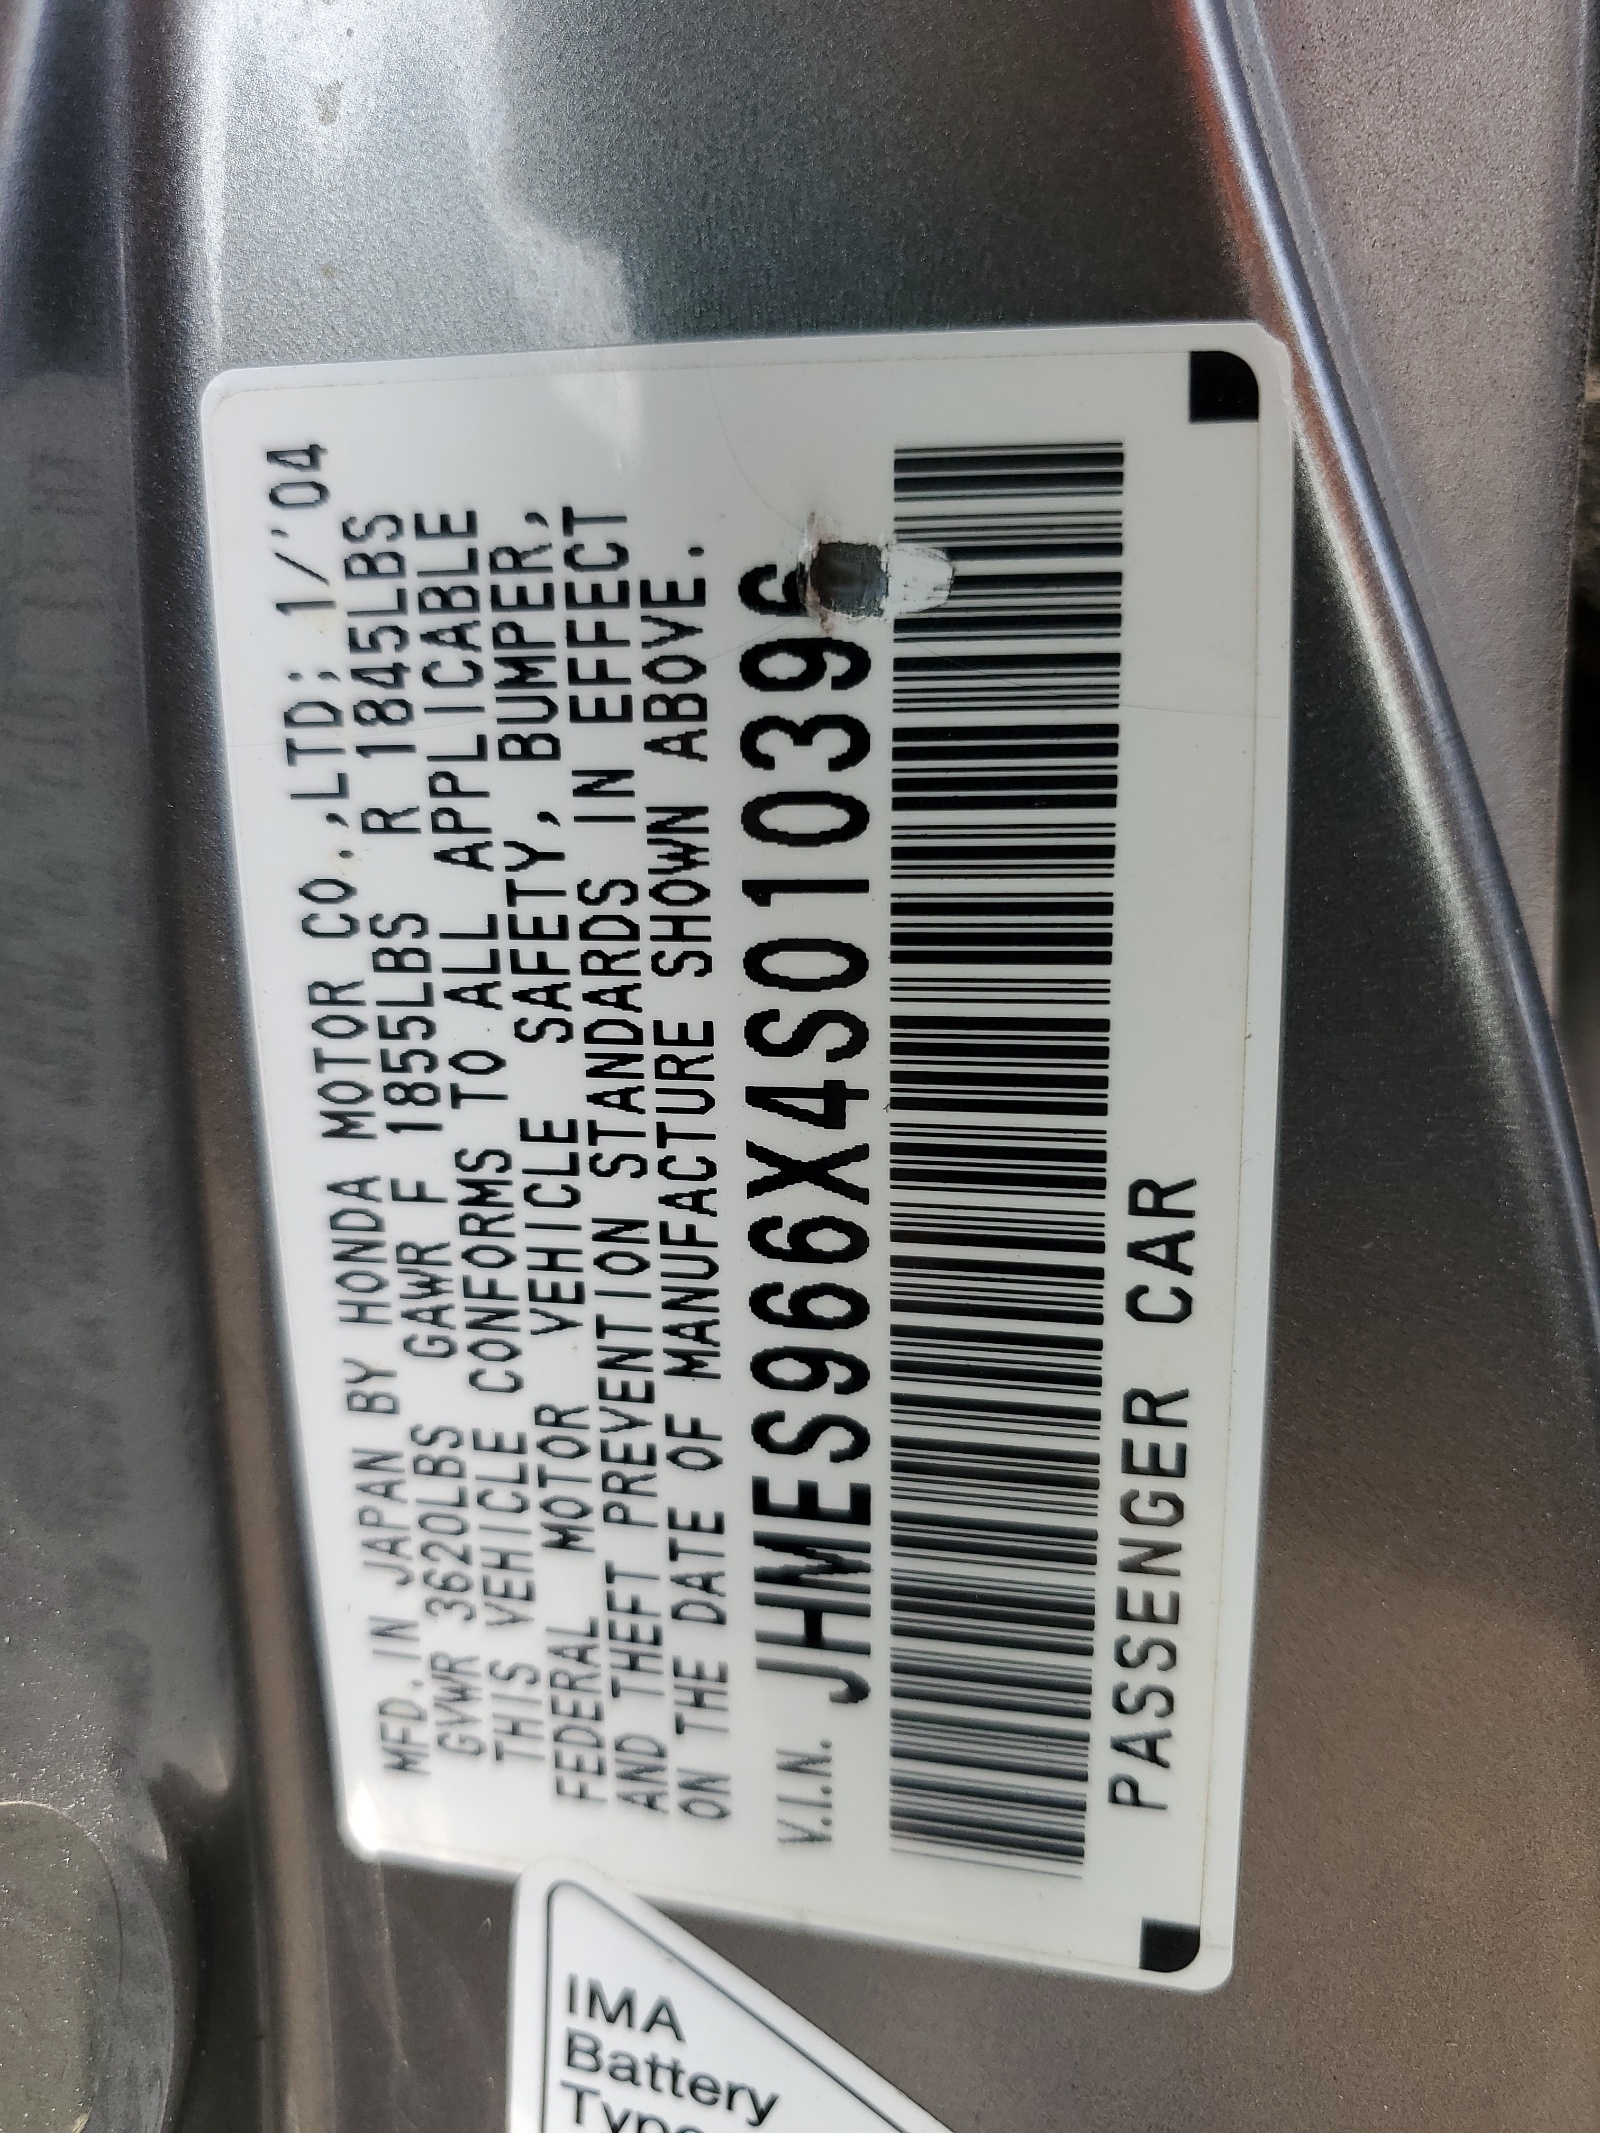 MFD. IN JAPAN BY HONDA MOTOR CO.,LTD; 1/'04
GVWR 3620LBS GAWR F 1855LBS R 1845LBS
THIS VEHICLE CONFORMS TO ALL APPLICABLE
FEDERAL MOTOR VEHICLE SAFETY, BUMPER,
AND THEFT PREVENTION STANDARDS IN EFFECT
ON THE DATE OF MANUFACTURE SHOWN ABOVE.
V.I.N. JHMES966X4S010396
PASSENGER CAR
IMA
Battery
Type